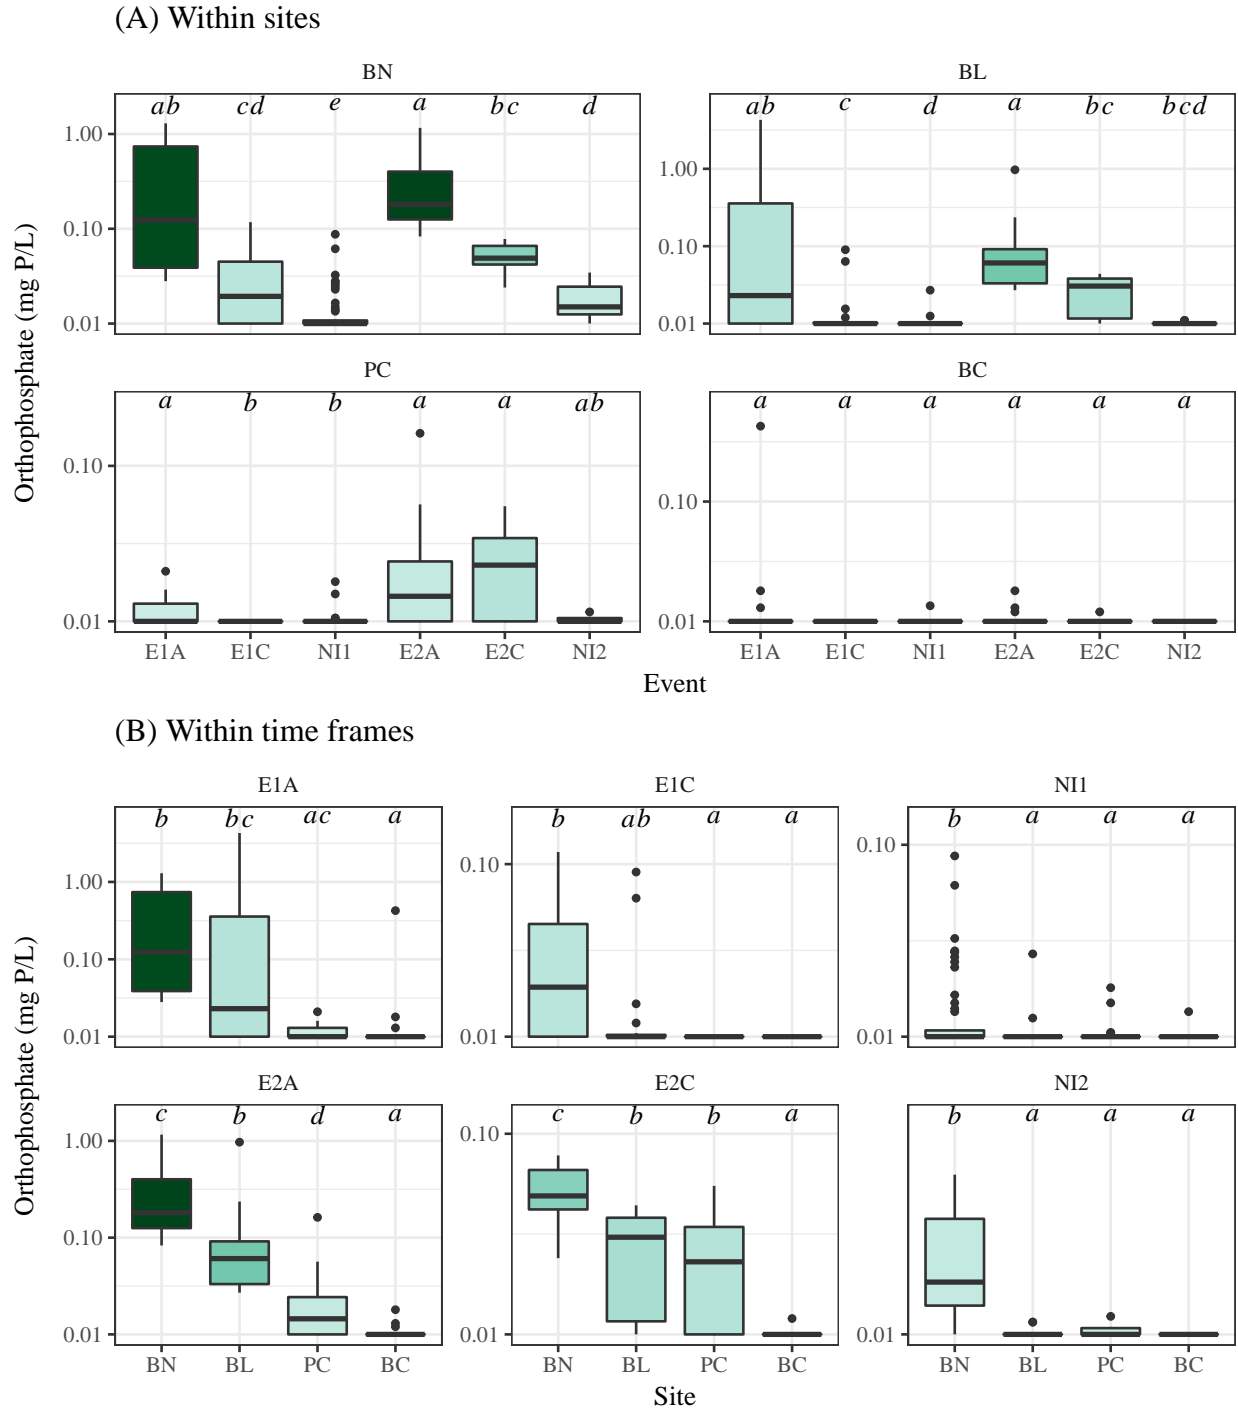 (A) Within sites
BN BL
ab cd e a bc d ab c d a bc bcd
1.00 0.10 0.01 1.00 0.10 0.01
PC BC
a b b a a ab a a a a a a
0.10 0.01 0.10 0.01
E1A E1C NI1 E2A E2C NI2 E1A E1C NI1 E2A E2C NI2
Orthophosphate (mg P/L)
Event
(B) Within time frames
E1A E1C NI1
b bc ac a b ab a a b a a a
1.00 0.10 0.01 0.10 0.01 0.10 0.01
E2A E2C NI2
c b d a c b b a b a a a
1.00 0.10 0.01 0.10 0.01 0.01
BN BL PC BC BN BL PC BC BN BL PC BC
Orthophosphate (mg P/L)
Site